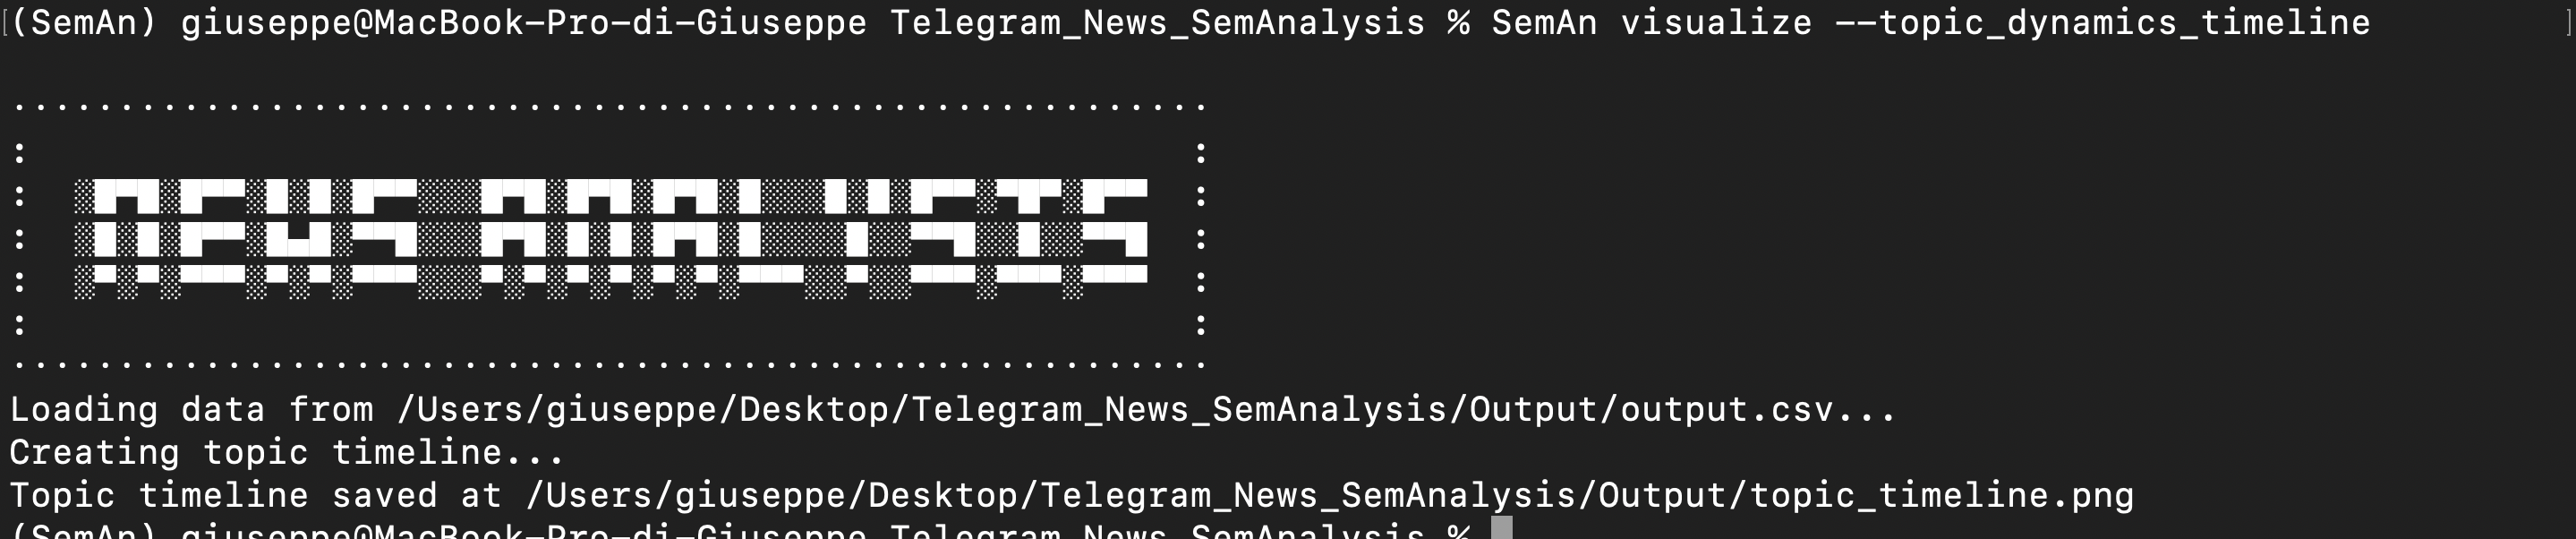 (SemAn) giuseppe@MacBook-Pro-di-Giuseppe Telegram_News_SemAnalysis % SemAn visualize --topic_dynamics_timeline
NEWS ANALYSIS
Loading data from /Users/giuseppe/Desktop/Telegram_News_SemAnalysis/Output/output.csv...
Creating topic timeline...
Topic timeline saved at /Users/giuseppe/Desktop/Telegram_News_SemAnalysis/Output/topic_timeline.png
(SemAn) giuseppe@MacBook-Pro-di-Giuseppe Telegram_News_SemAnalysis %